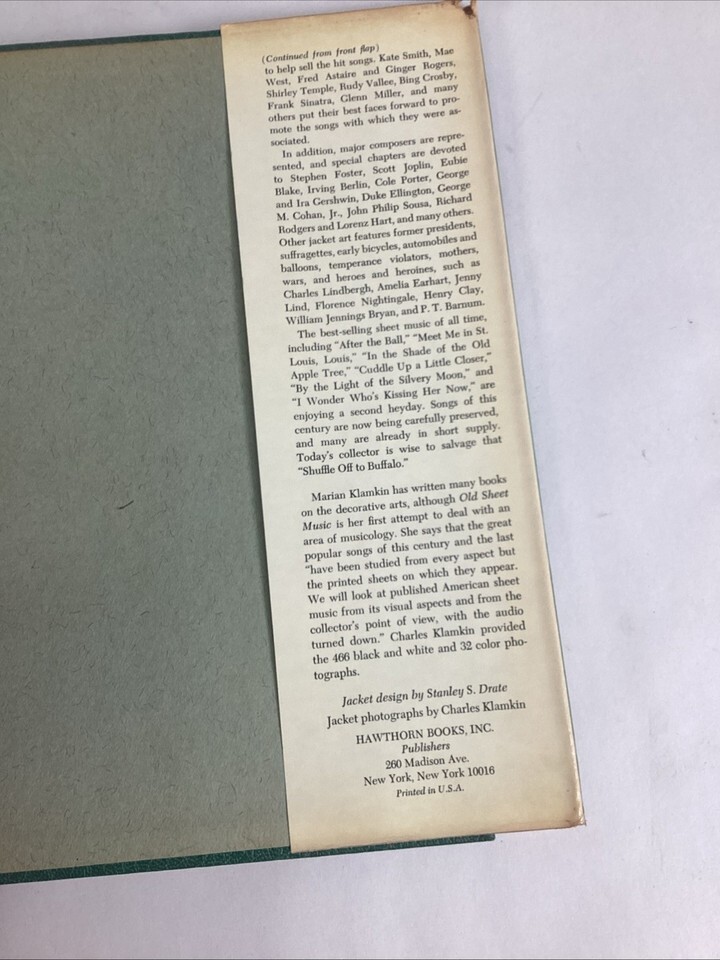 (Continued from front flap)
to help sell the hit songs. Kate Smith, Mae
West, Fred Astaire and Ginger Rogers,
Shirley Temple, Rudy Vallee, Bing Crosby,
Frank Sinatra, Glenn Miller, and many
others put their best faces forward to pro-
mote the songs with which they were as-
sociated.
In addition, major composers are repre-
sented, and special chapters are devoted
to Stephen Foster, Scott Joplin, Eubie
Blake, Irving Berlin, Cole Porter, George
and Ira Gershwin, Duke Ellington, George
M. Cohan, Jr., John Philip Sousa, Richard
Rodgers and Lorenz Hart, and many others.
Other jacket art features former presidents,
suffragettes, early bicycles, automobiles and
balloons, temperance violators, mothers,
wars, and heroes and heroines, such as
Charles Lindbergh, Amelia Earhart, Jenny
Lind, Florence Nightingale, Henry Clay,
William Jennings Bryan, and P. T. Barnum.
The best-selling sheet music of all time,
including "After the Ball," "Meet Me in St.
Louis, Louis," "In the Shade of the Old
Apple Tree," "Cuddle Up a Little Closer,"
"By the Light of the Silvery Moon," and
"I Wonder Who's Kissing Her Now," are
enjoying a second heyday. Songs of this
century are now being carefully preserved,
and many are already in short supply.
Today's collector is wise to salvage that
"Shuffle Off to Buffalo."
Marian Klamkin has written many books
on the decorative arts, although Old Sheet
Music is her first attempt to deal with an
area of musicology. She says that the great
popular songs of this century and the last
"have been studied from every aspect but
the printed sheets on which they appear.
We will look at published American sheet
music from its visual aspects and from the
collector's point of view, with the audio
turned down." Charles Klamkin provided
the 466 black and white and 32 color pho-
tographs.
Jacket design by Stanley S. Drate
Jacket photographs by Charles Klamkin
HAWTHORN BOOKS, INC.
Publishers
260 Madison Ave.
New York, New York 10016
Printed in U.S.A.